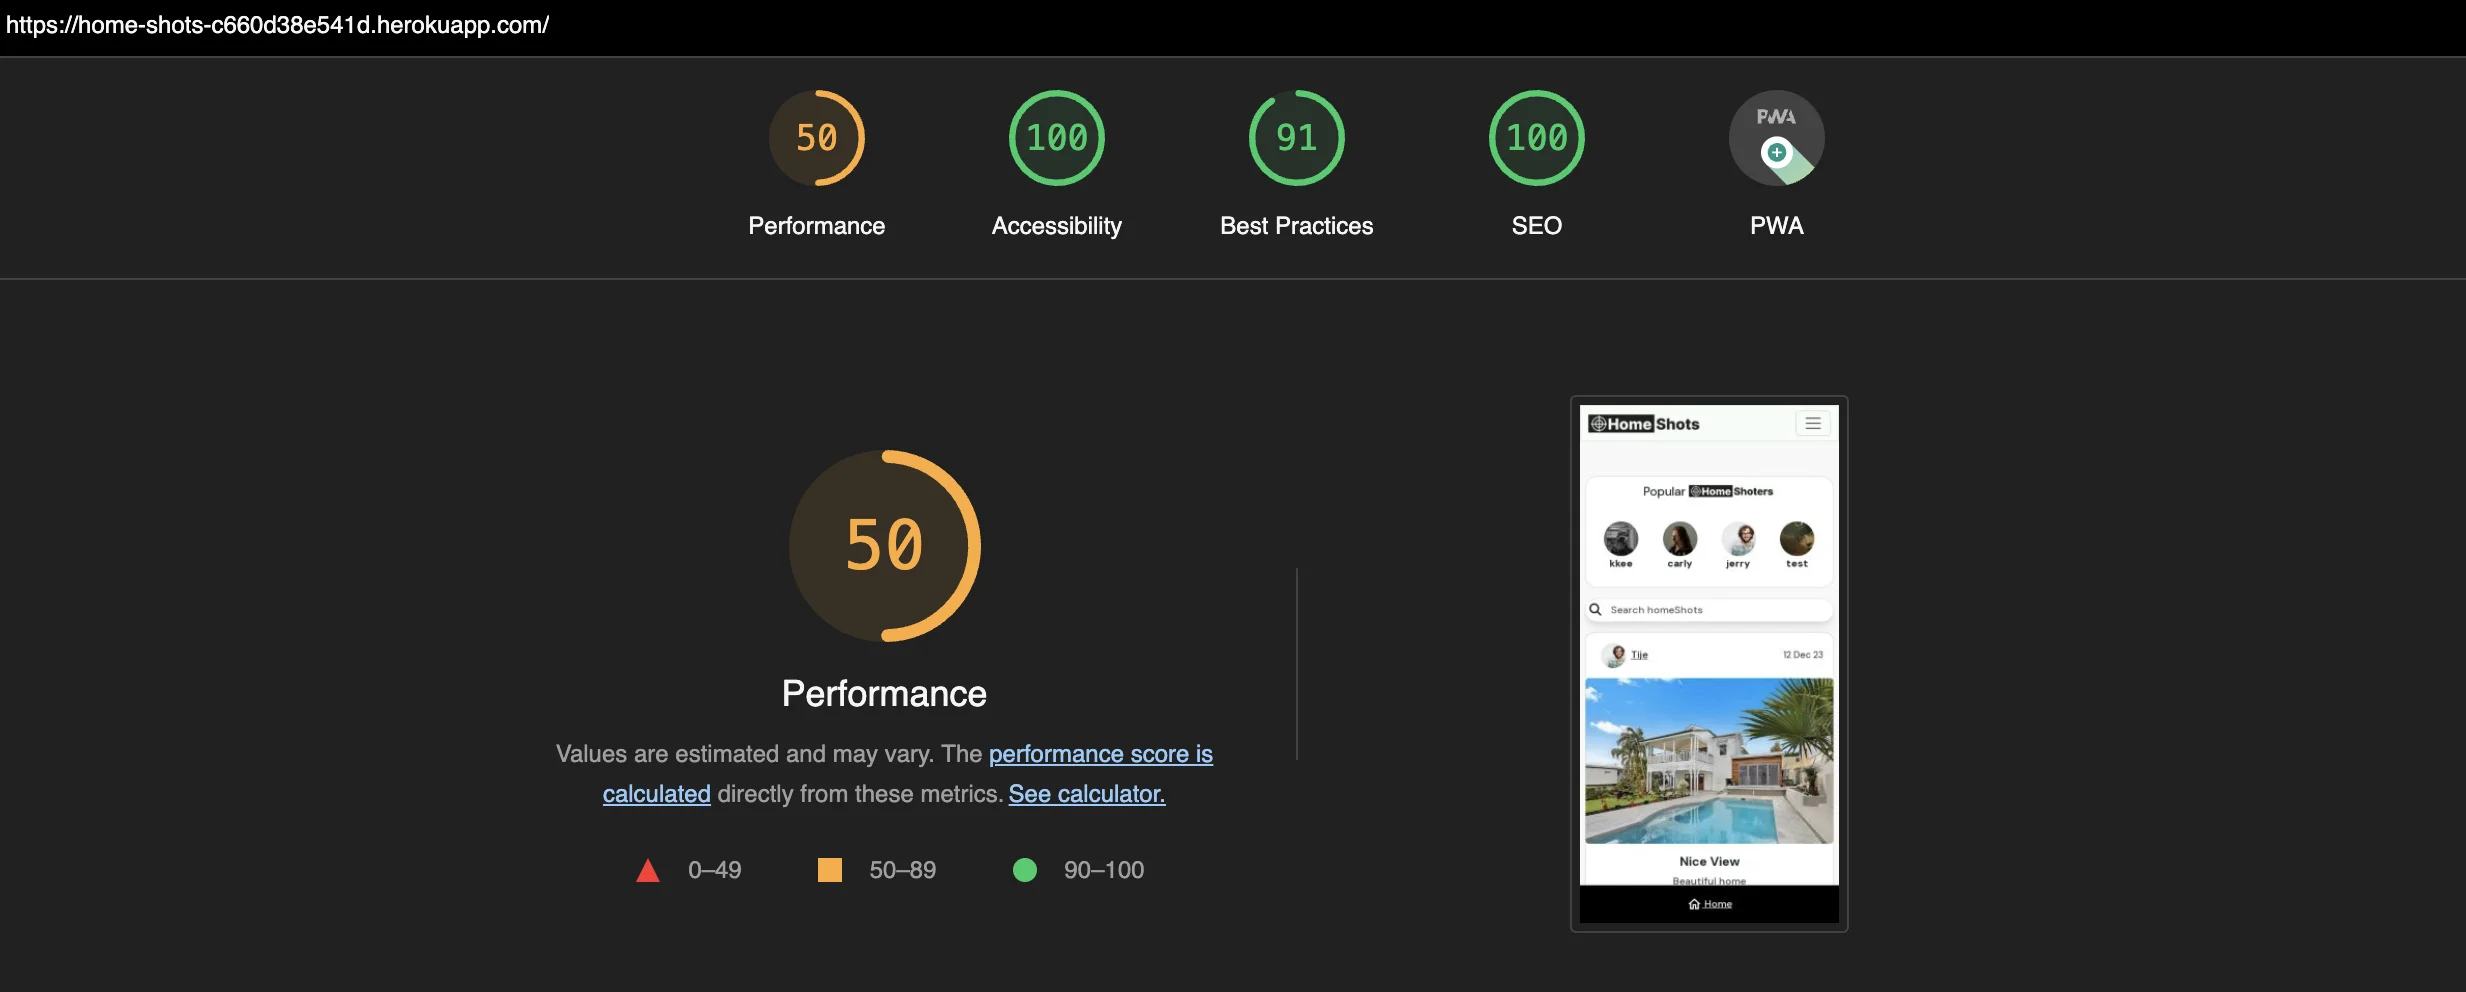 https://home-shots-c660d38e541d.herokuapp.com/
50
100
91
100
PWA
Performance
Accessibility
Best Practices
SEO
PWA
50
Performance
Values are estimated and may vary. The performance score is
calculated directly from these metrics. See calculator.
0–49
50–89
90–100
Home Shots
Popular Home Shoters
kkee
carly
jerry
test
Search homeShots
Tije
12 Dec 23
Nice View
Beautiful home
Home